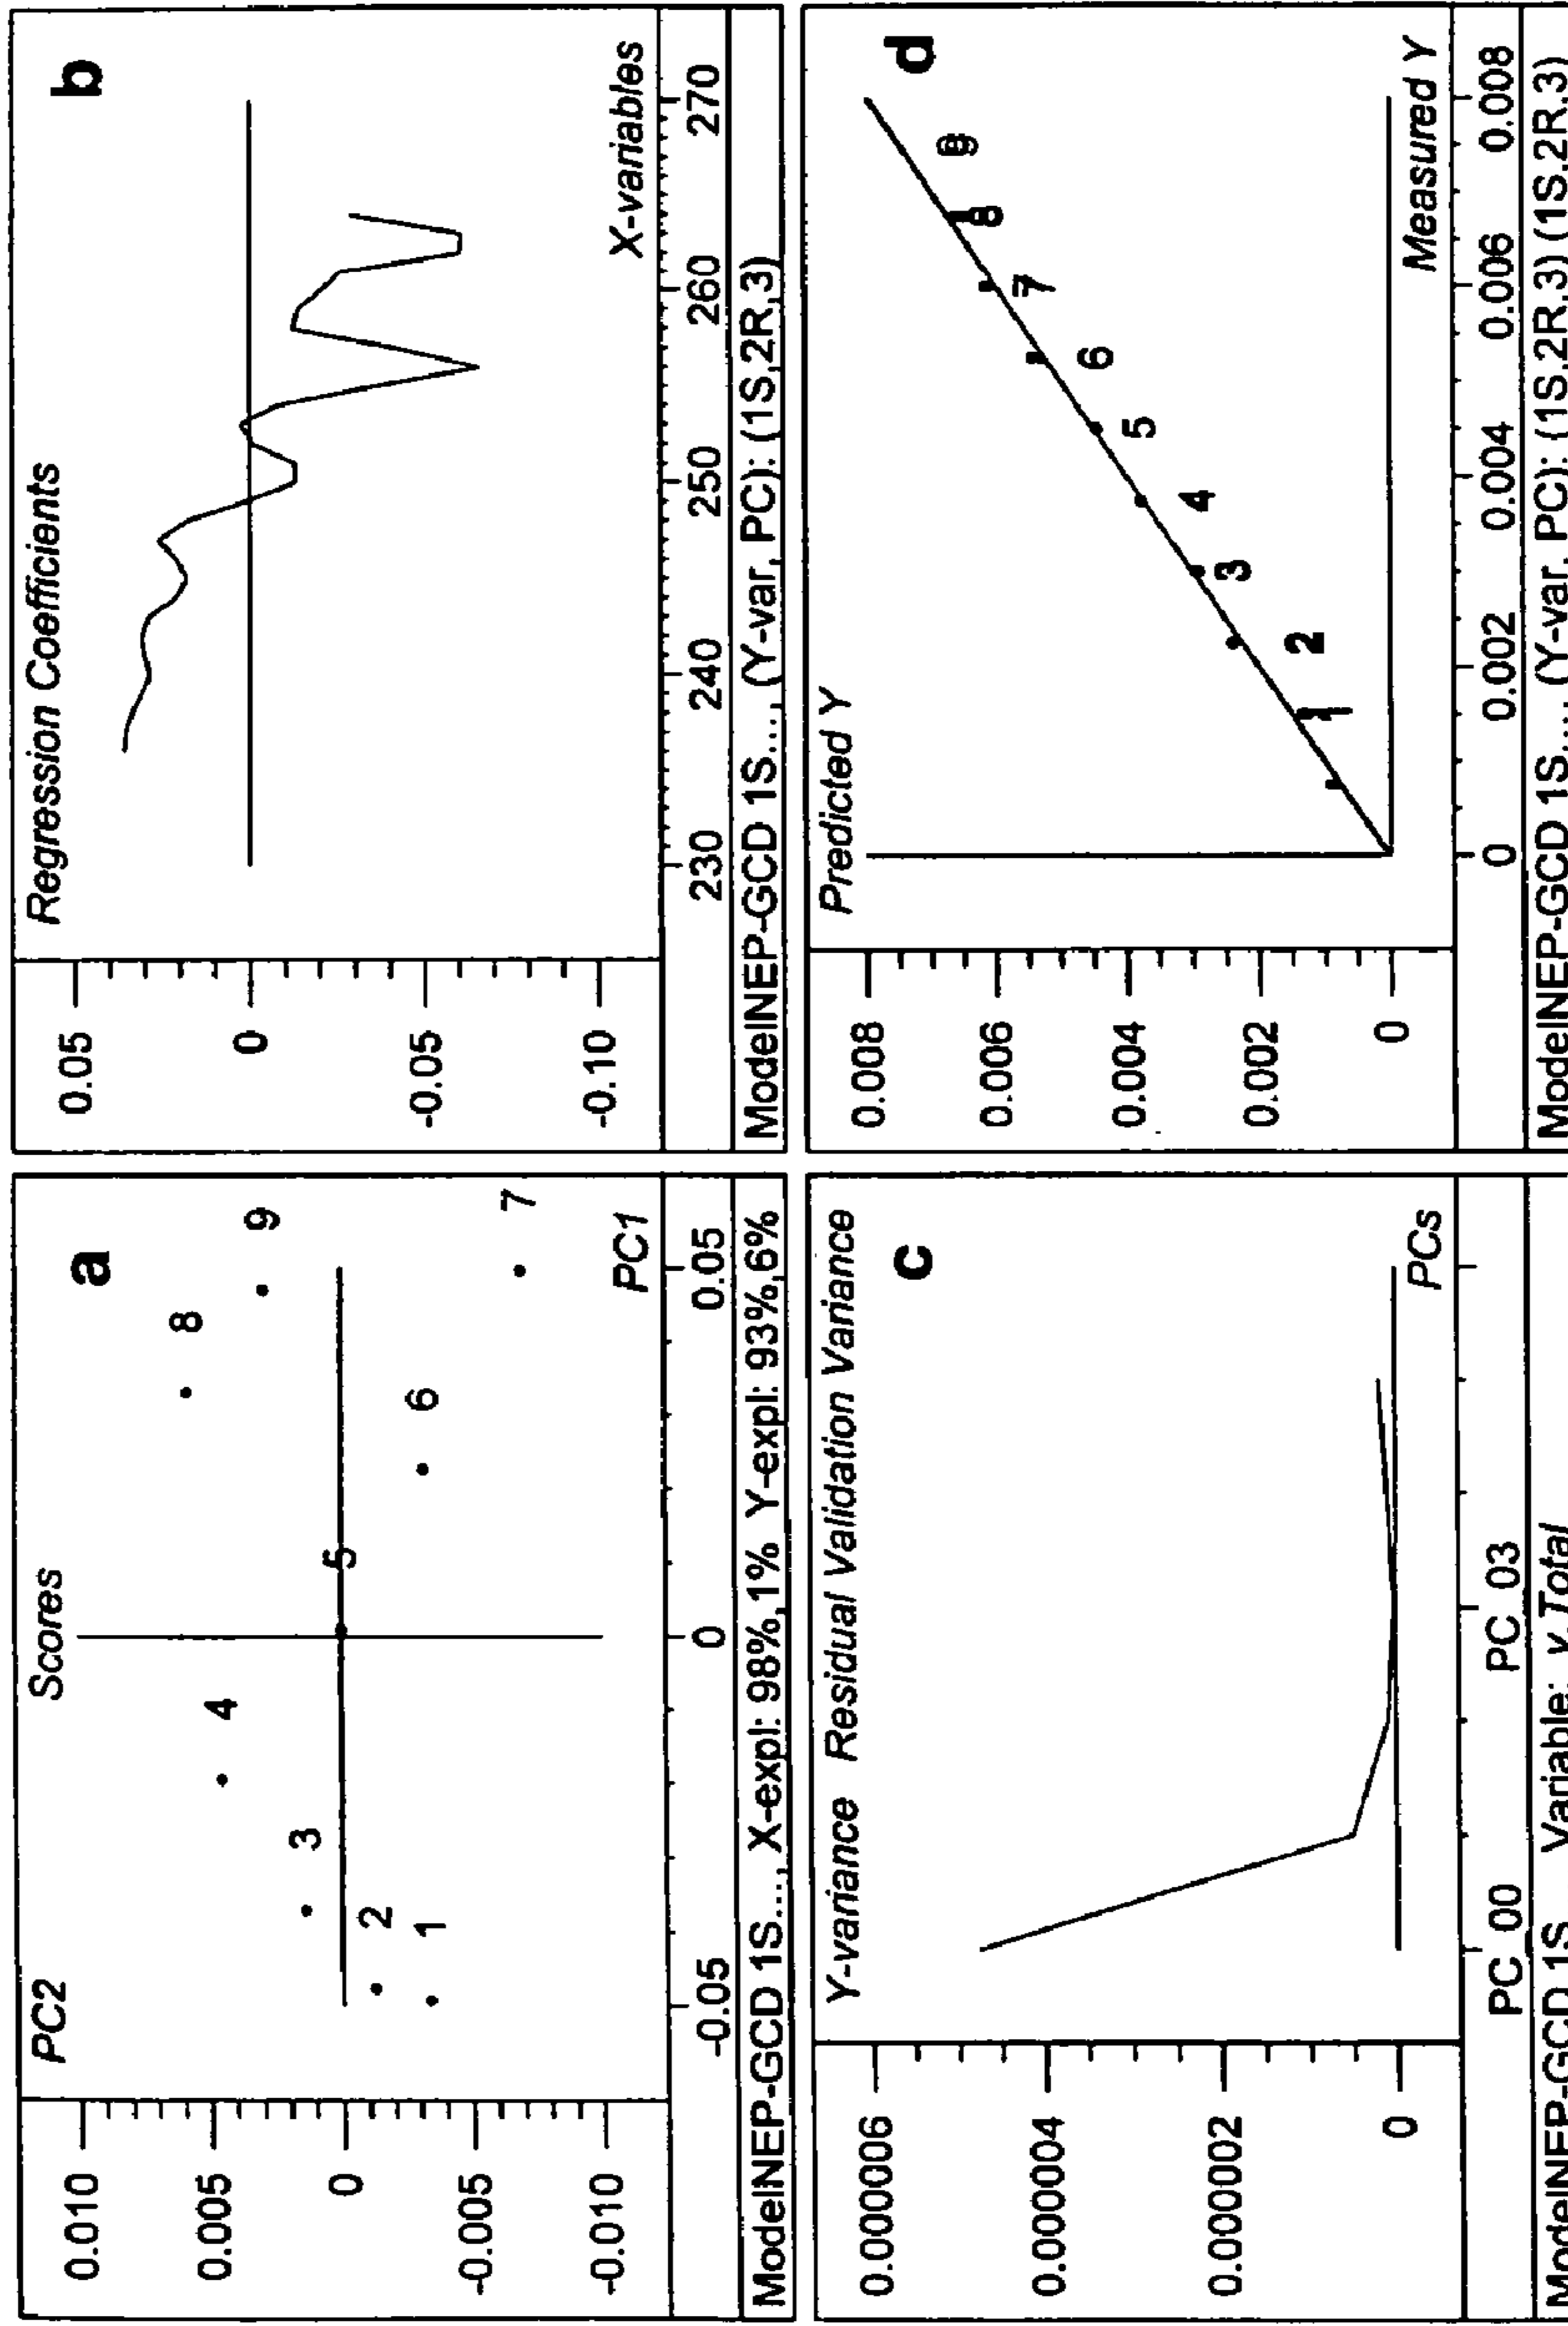 PC2
Scores
a
0.010
0.005
0
-0.005
-0.010
1
2
3
4
5
6
7
8
9
PC1
-0.05
0
0.05
ModelNEP-GCD 1S...., X-expl: 98%,1% Y-expl: 93%,6%
Regression Coefficients
b
0.05
0
-0.05
-0.10
X-variables
230
240
250
260
270
ModelNEP-GCD 1S...., (Y-var, PC): (1S,2R,3)
Y-variance Residual Validation Variance
c
0.000006
0.000004
0.000002
0
PCs
PC_00
PC_03
ModelNEP-GCD 1S... Variable: v.Total
Predicted Y
d
0.008
0.006
0.004
0.002
0
1
2
3
4
5
6
7
8
9
Measured Y
0
0.002
0.004
0.006
0.008
ModelNEP-GCD 1S...., (Y-var, PC): (1S,2R,3) (1S,2R,3)